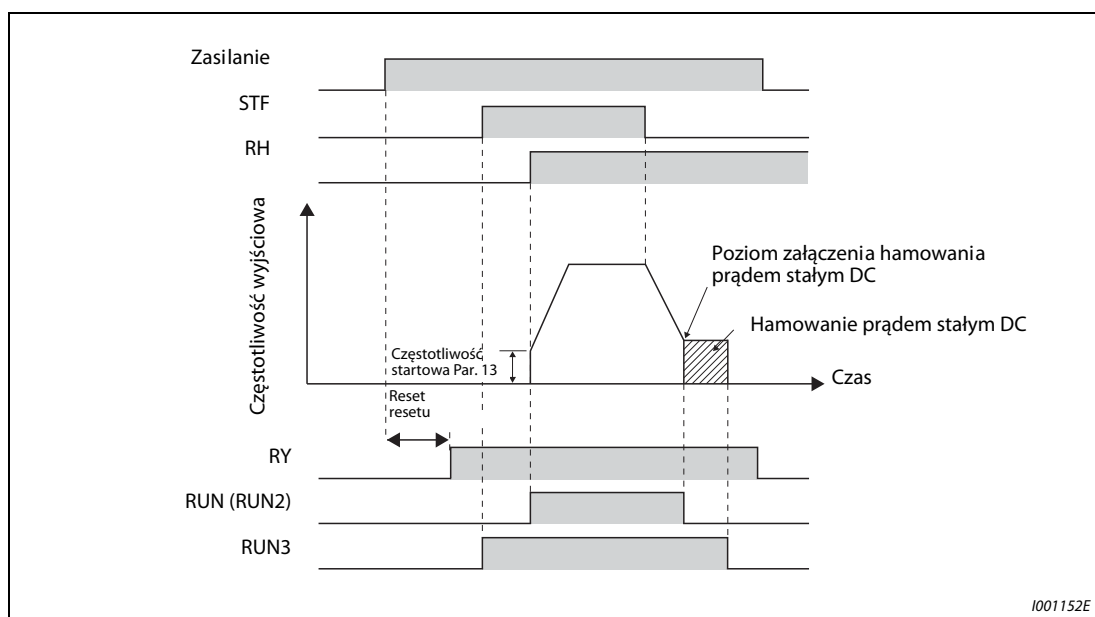 Zasilanie
STF
RH
Częstotliwość wyjściowa
Poziom załączenia hamowania
prądem stałym DC
Hamowanie prądem stałym DC
Częstotliwość
startowa Par. 13
Czas
Reset
resetu
RY
RUN (RUN2)
RUN3
I001152E